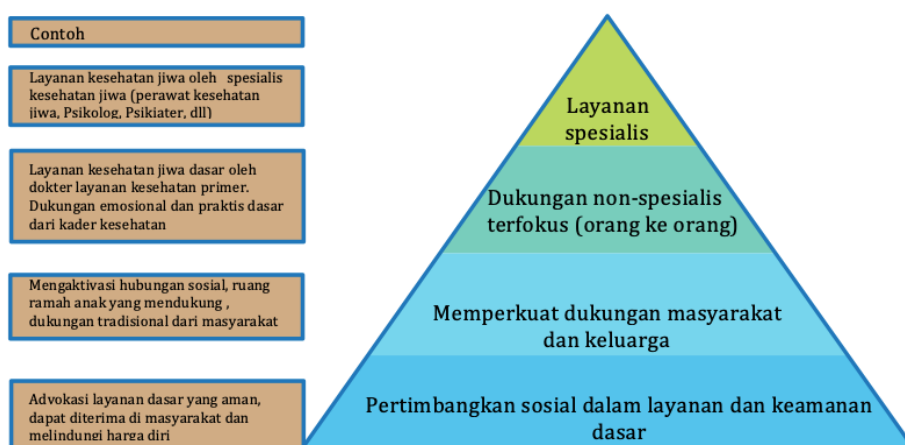 Contoh
Layanan kesehatan jiwa oleh spesialis
kesehatan jiwa (perawat kesehatan
jiwa, Psikolog, Psikiater, dll)
Layanan
spesialis
Layanan kesehatan jiwa dasar oleh
dokter layanan kesehatan primer.
Dukungan emosional dan praktis dasar
dari kader kesehatan
Dukungan non-spesialis
terfokus (orang ke orang)
Mengaktivasi hubungan sosial, ruang
ramah anak yang mendukung ,
dukungan tradisional dari masyarakat
Memperkuat dukungan masyarakat
dan keluarga
Advokasi layanan dasar yang aman,
dapat diterima di masyarakat dan
melindungi harga diri
Pertimbangkan sosial dalam layanan dan keamanan
dasar